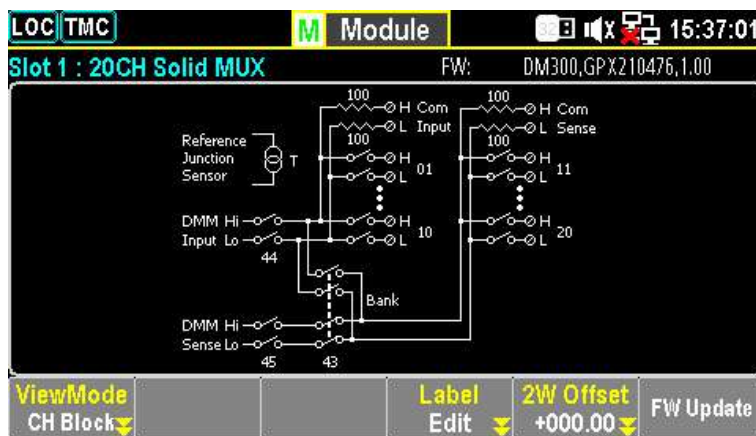 LOC TMC M Module 32B X 15:37:01
Slot 1 : 20CH Solid MUX FW: DM300,GPX210476,1.00
100 100
H Com H Com
L Input L Sense
100 100
Reference
Junction
Sensor
T
H 01 H 11
L L
DMM Hi H 10 H 20
Input Lo L L
44
Bank
DMM Hi
Sense Lo
45 43
ViewMode Label 2W Offset FW Update
CH Block Edit +000.00